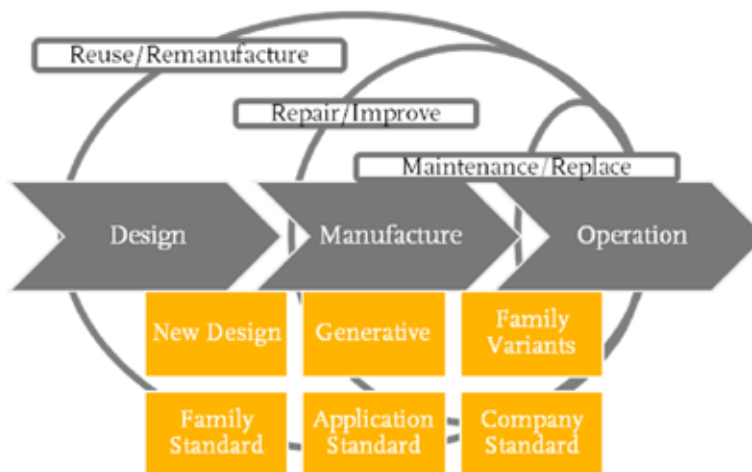 Reuse/Remanufacture
Repair/Improve
Maintenance/Replace
Design
Manufacture
Operation
New Design
Generative
Family
Variants
Family
Standard
Application
Standard
Company
Standard